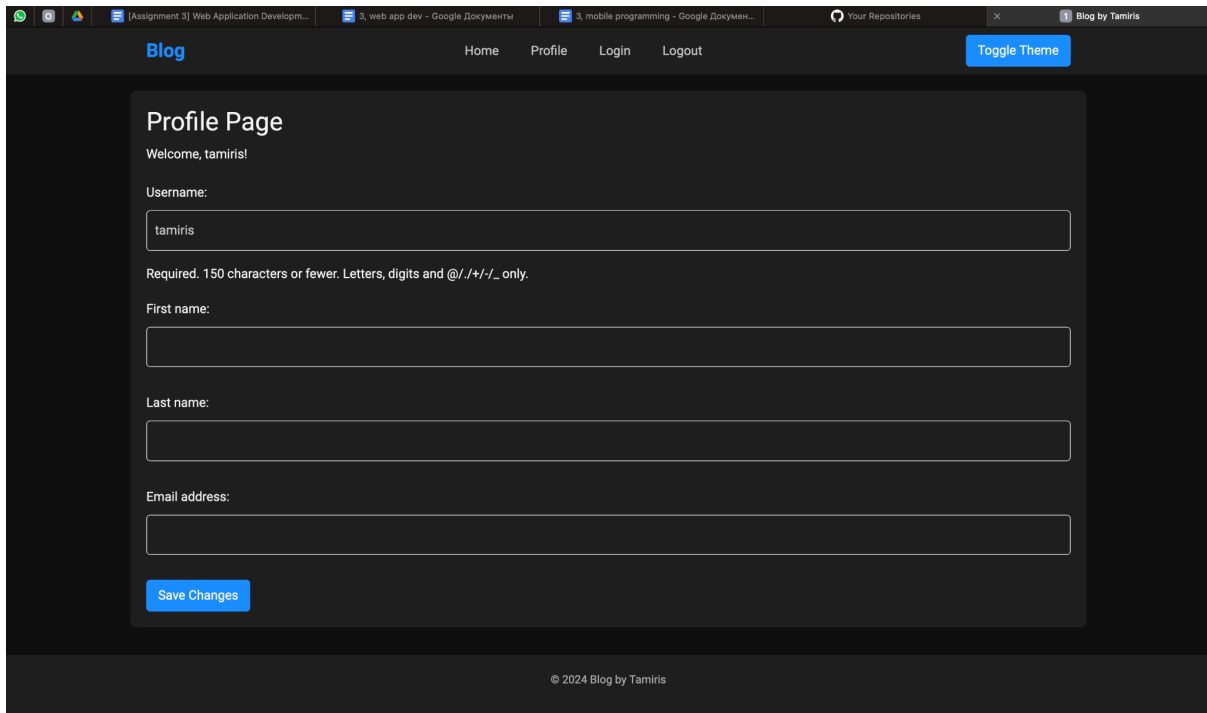 [Assignment 3] Web Application Developm... 3, web app dev - Google Документы 3, mobile programming - Google Докумен... Your Repositories 1 Blog by Tamiris
Blog Home Profile Login Logout Toggle Theme
Profile Page
Welcome, tamiris!
Username:
tamiris
Required. 150 characters or fewer. Letters, digits and @/./+/-/_ only.
First name:
Last name:
Email address:
Save Changes
© 2024 Blog by Tamiris